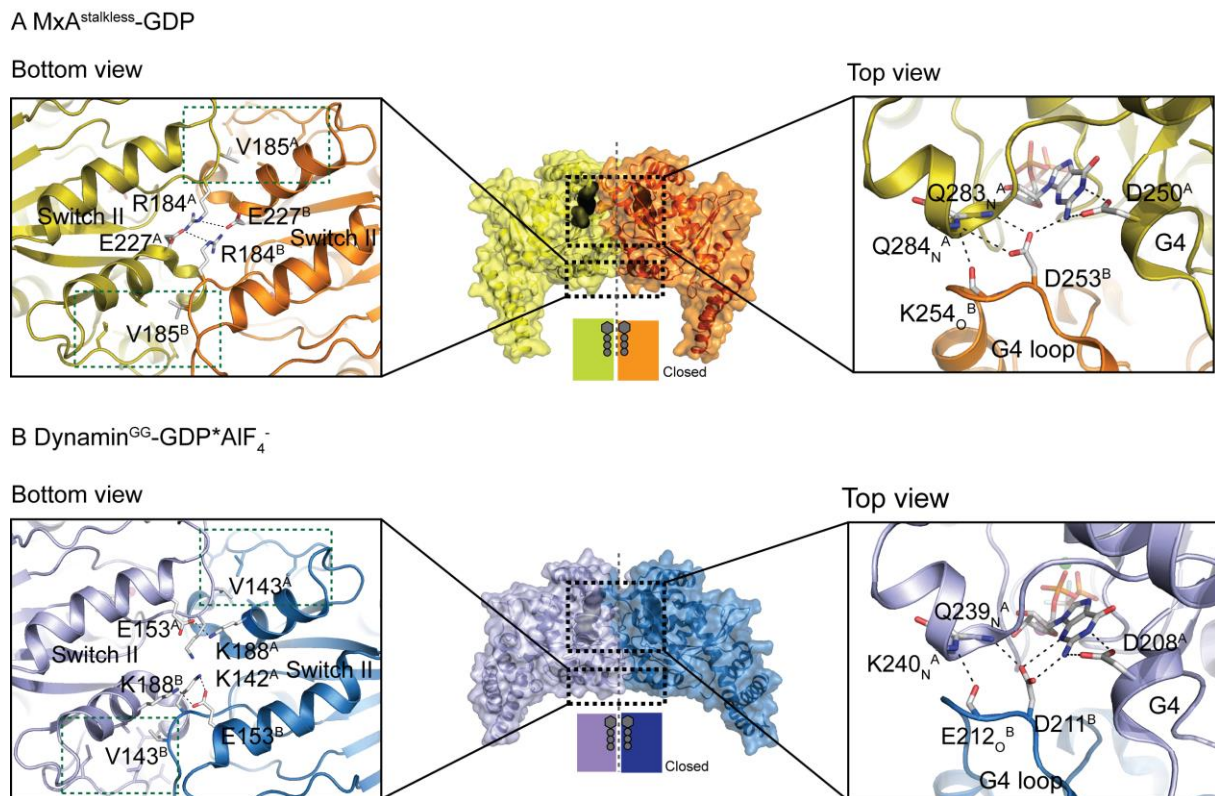 A MxA^stalkless-GDP
Bottom view
Top view
V185^A
R184^A
Switch II
E227^B
Switch II
E227^A
R184^B
V185^B
Closed
Q283_N^A
D250^A
Q284_N^A
G4
D253^B
K254_O^B
G4 loop
B Dynamin^GG-GDP*AlF4^-
Bottom view
Top view
V143^A
E153^A
Switch II
K188^A
Switch II
K142^A
K188^B
E153^B
V143^B
Closed
Q239_N^A
D208^A
K240_N^A
G4
D211^B
E212_O^B
G4 loop